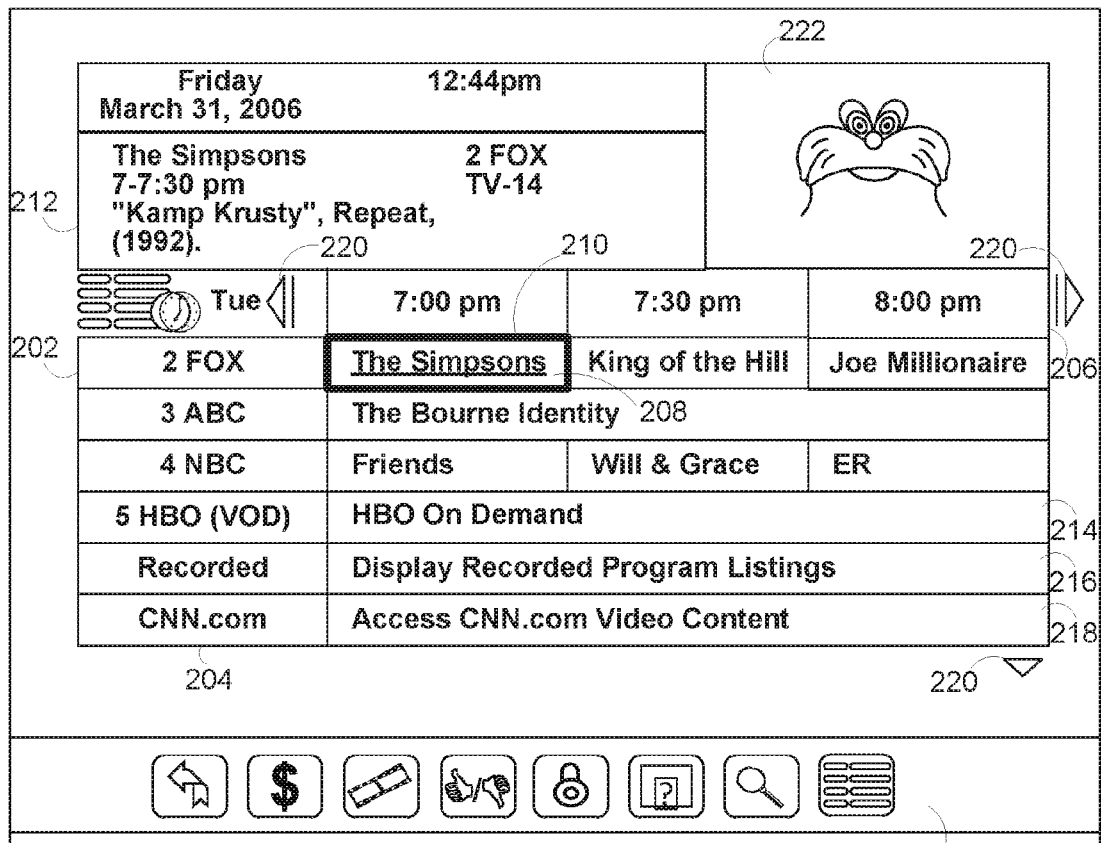 222
Friday 12:44pm
March 31, 2006
The Simpsons 2 FOX
7-7:30 pm TV-14
"Kamp Krusty", Repeat,
(1992).
212
220
210
220
Tue 7:00 pm 7:30 pm 8:00 pm
202
2 FOX The Simpsons King of the Hill Joe Millionaire
206
3 ABC The Bourne Identity 208
4 NBC Friends Will & Grace ER
5 HBO (VOD) HBO On Demand
214
Recorded Display Recorded Program Listings
216
CNN.com Access CNN.com Video Content
218
204
220
$
?